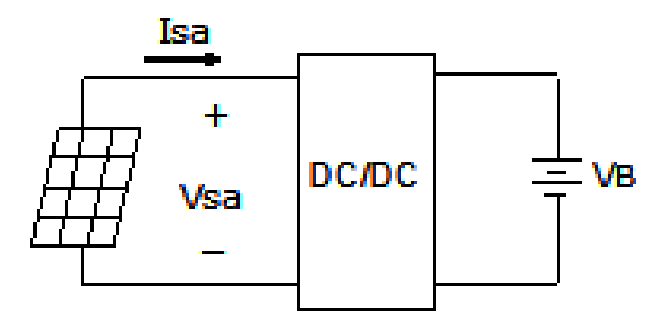 Isa
+
DC/DC
VB
Vsa
−